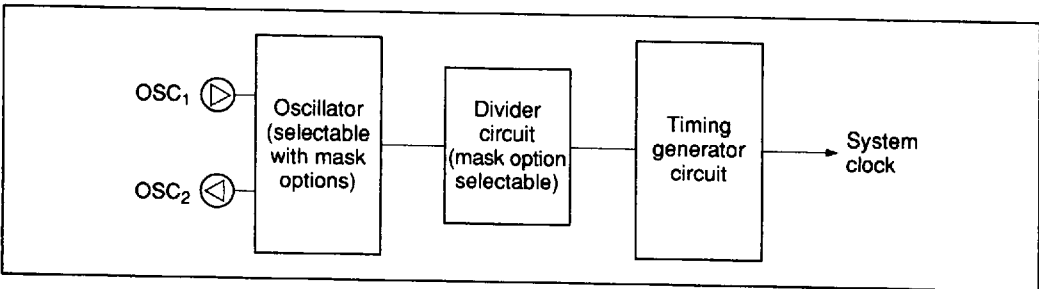 OSC₁
OSC₂
Oscillator
(selectable
with mask
options)
Divider
circuit
(mask option
selectable)
Timing
generator
circuit
System
clock